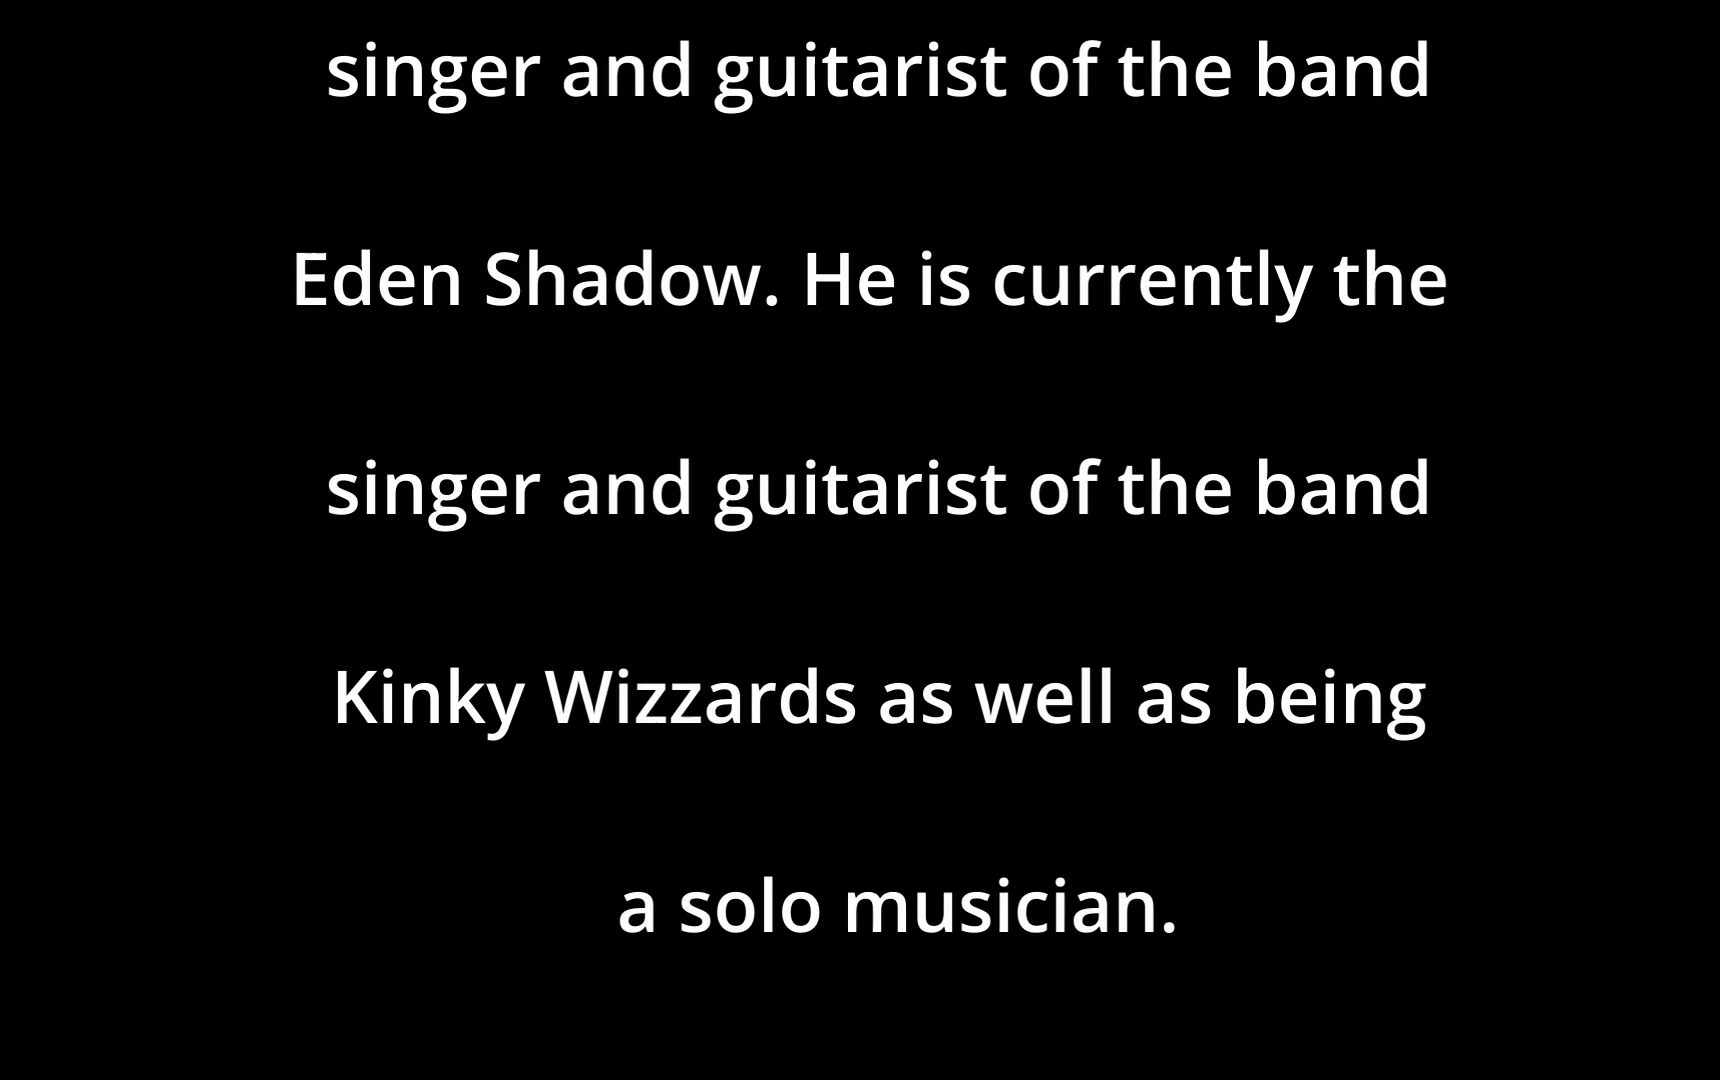 singer and guitarist of the band
Eden Shadow. He is currently the
singer and guitarist of the band
Kinky Wizzards as well as being
a solo musician.